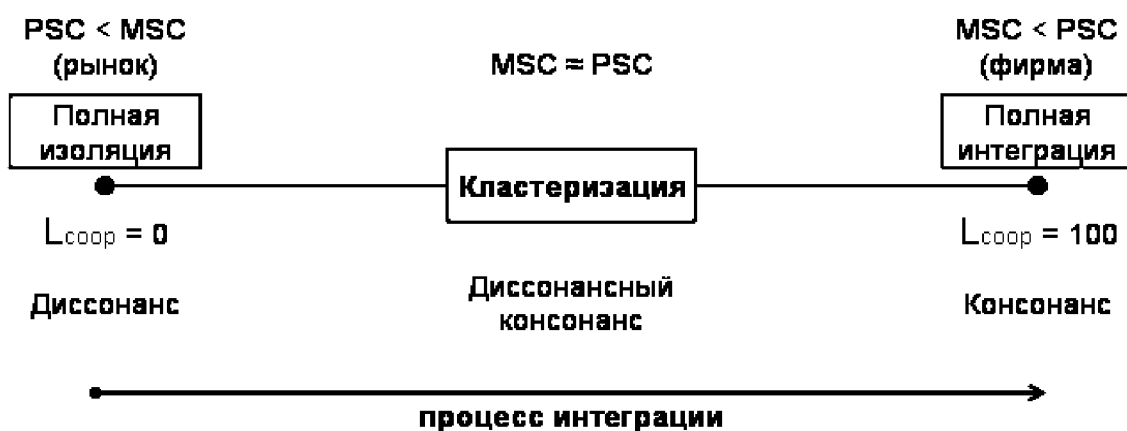 PSC < MSC
(рынок)
MSC ≈ PSC
MSC < PSC
(фирма)
Полная
изоляция
Кластеризация
Полная
интеграция
Lcoop = 0
Lcoop = 100
Диссонанс
Диссонансный
консонанс
Консонанс
процесс интеграции